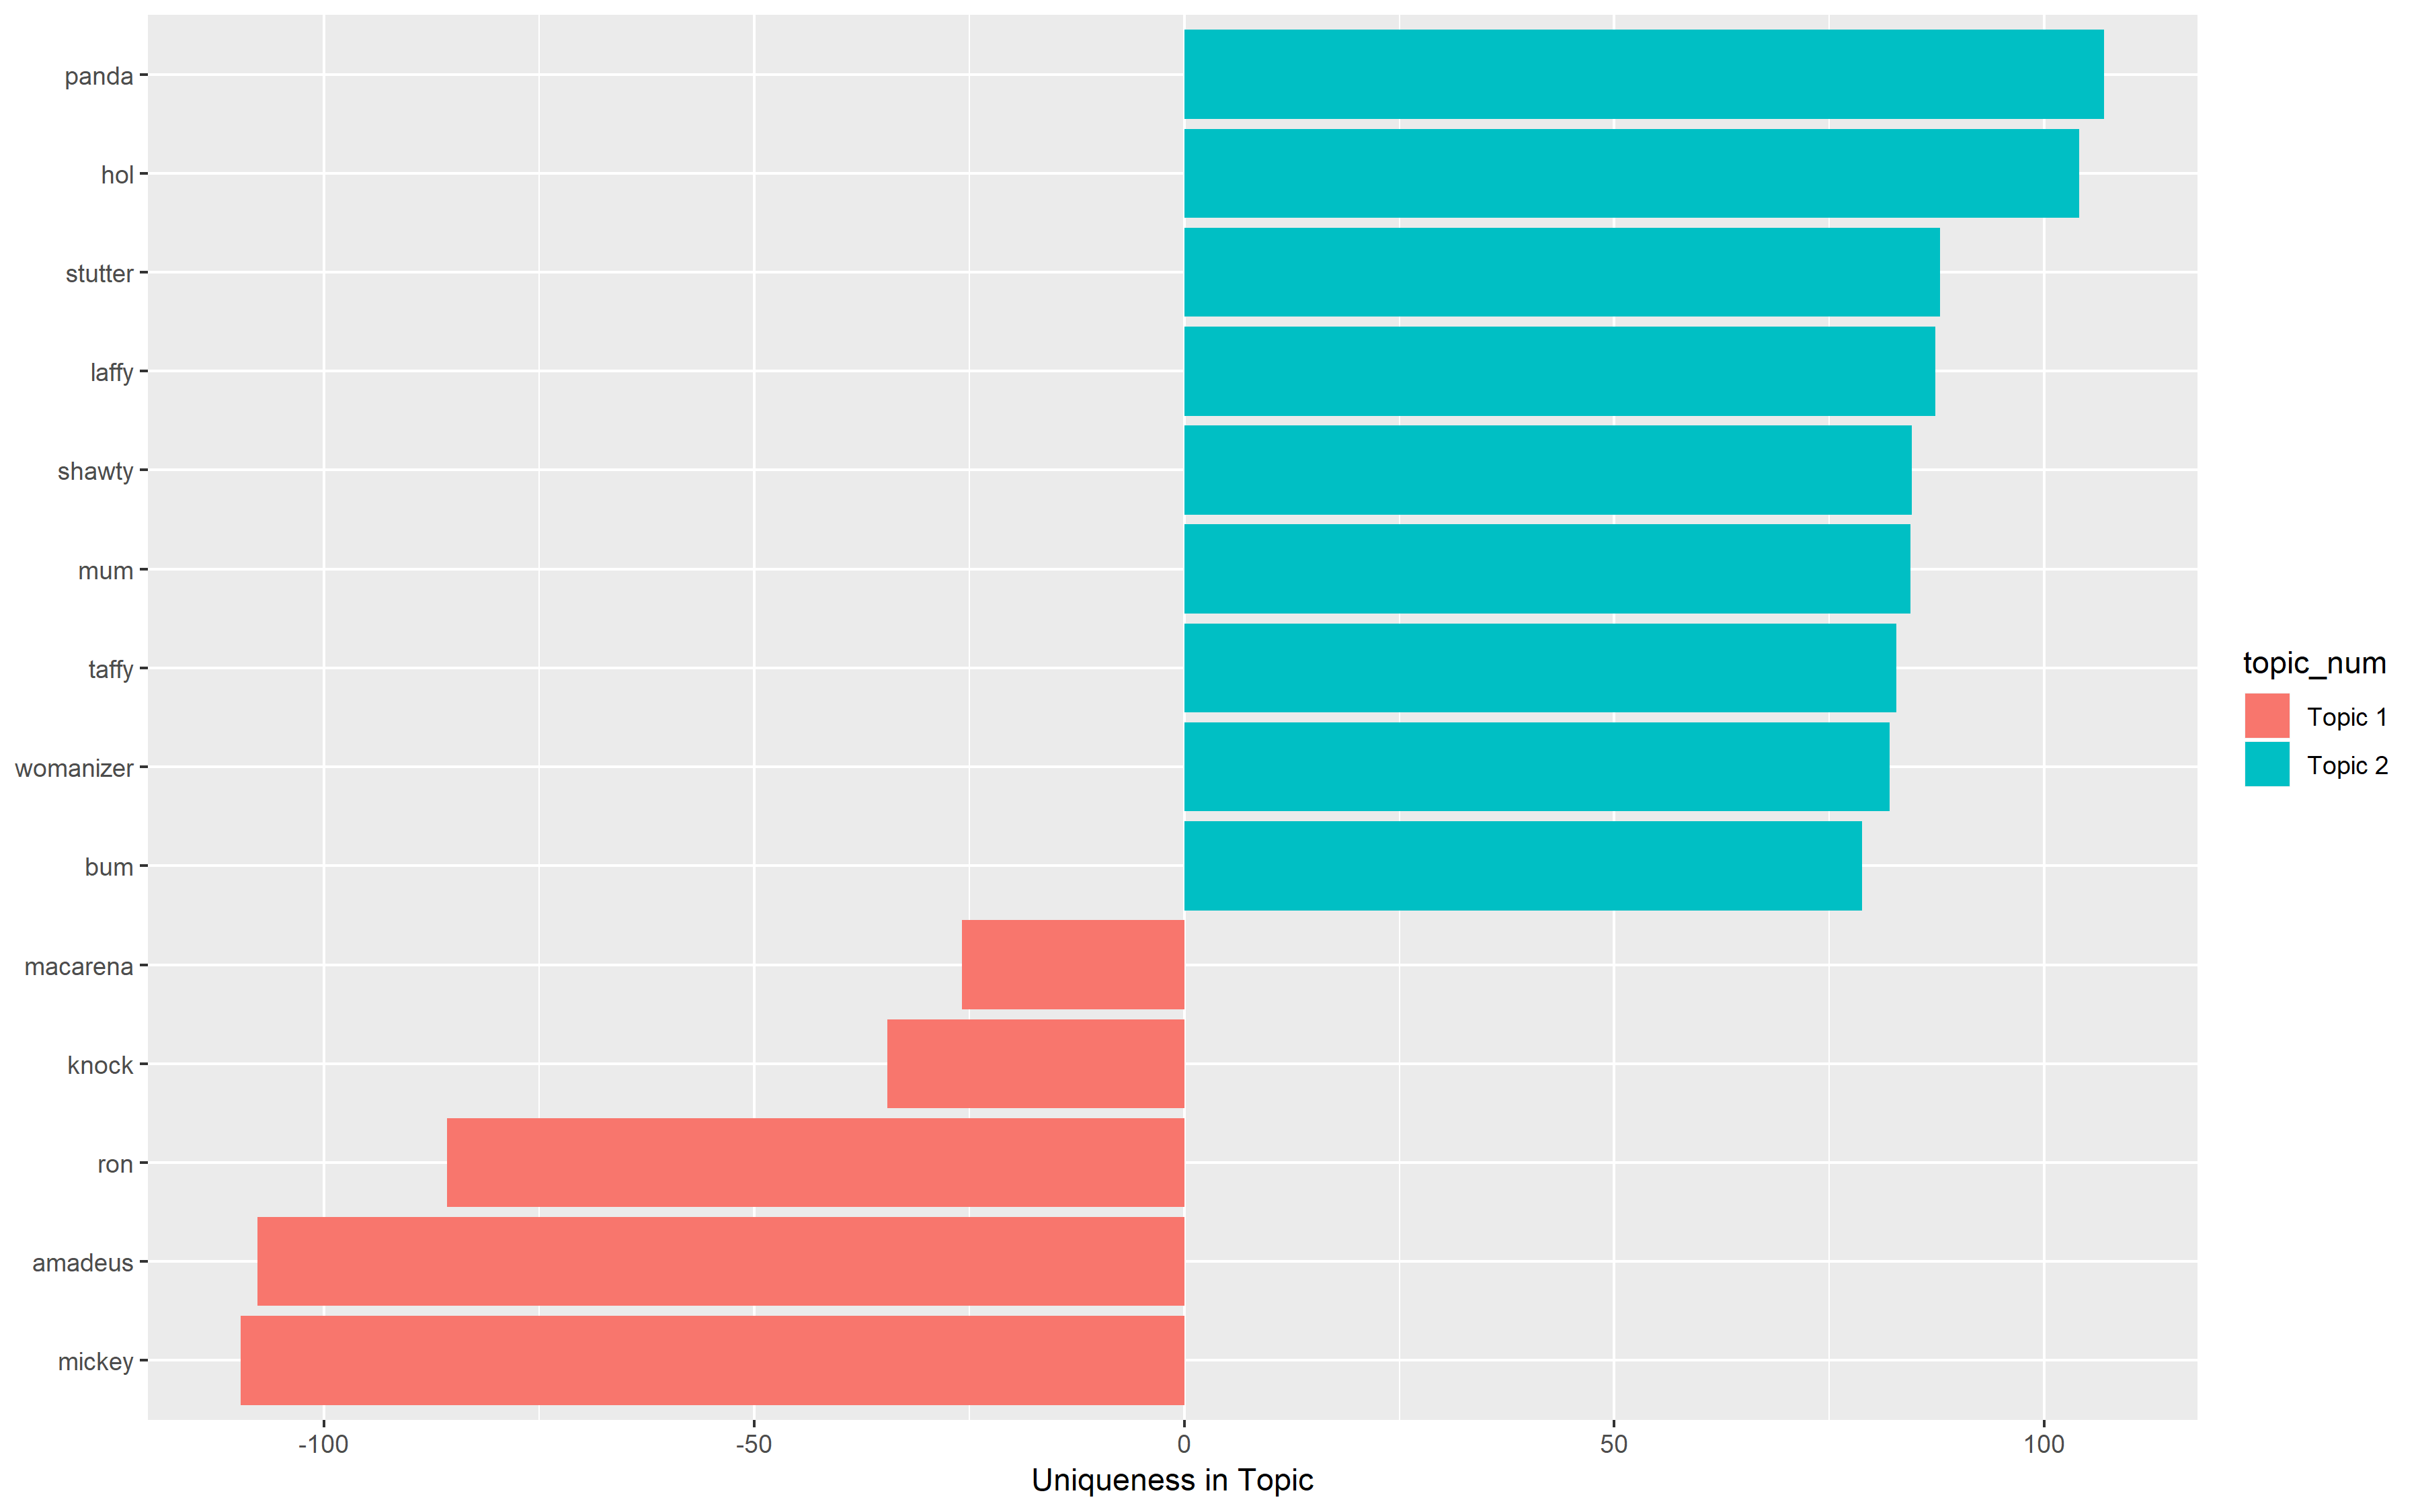 panda
hol
stutter
laffy
shawty
mum
taffy
womanizer
bum
macarena
knock
ron
amadeus
mickey
-100 -50 0 50 100
Uniqueness in Topic
topic_num
Topic 1
Topic 2